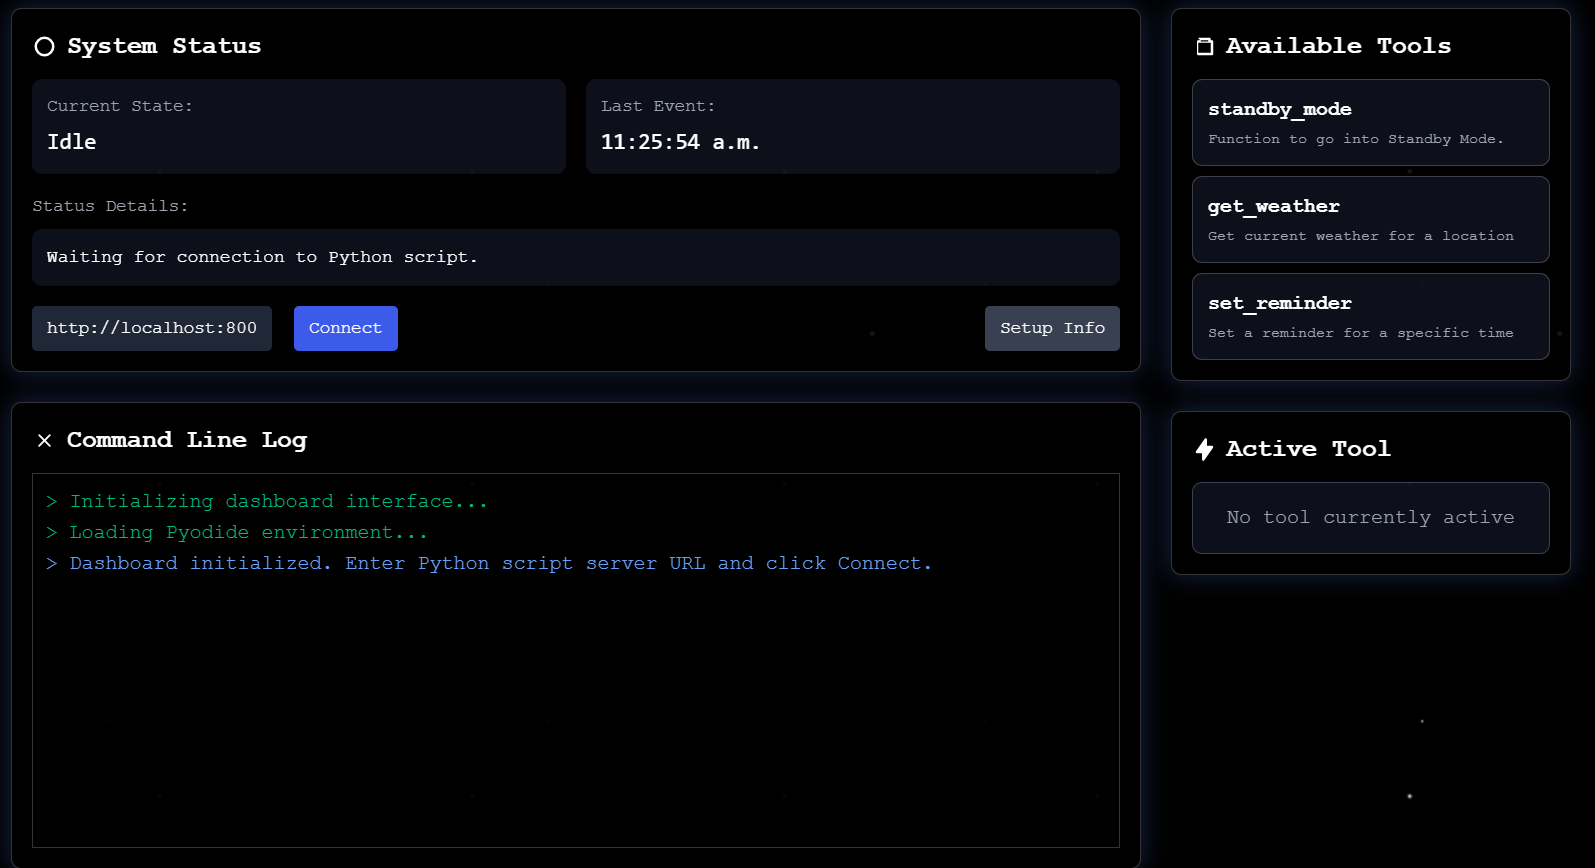 System Status
Current State:
Idle
Last Event:
11:25:54 a.m.
Status Details:
Waiting for connection to Python script.
http://localhost:800
Connect
Setup Info
Command Line Log
> Initializing dashboard interface...
> Loading Pyodide environment...
> Dashboard initialized. Enter Python script server URL and click Connect.
Available Tools
standby_mode
Function to go into Standby Mode.
get_weather
Get current weather for a location
set_reminder
Set a reminder for a specific time
Active Tool
No tool currently active